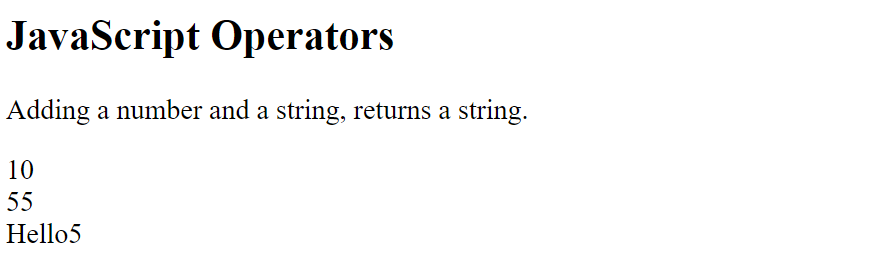 JavaScript Operators
Adding a number and a string, returns a string.
10
55
Hello5